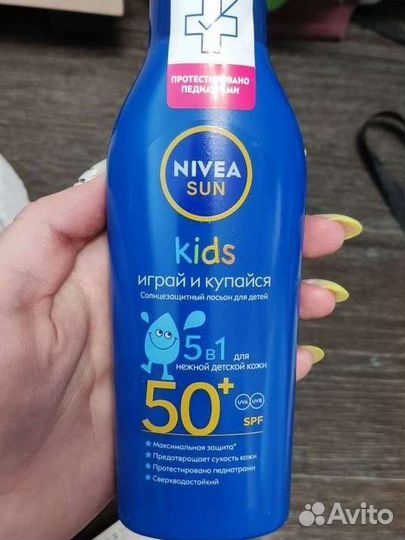 ПРОТЕСТИРОВАНО
ПЕДИАТРАМИ
NIVEA
SUN
kids
играй и купайся
Солнцезащитный лосьон для детей
5 в 1 для
нежной детской кожи
50+
UVA UVB
SPF
Максимальная защита*
Предотвращает сухость кожи
Протестировано педиатрами
Сверхводостойкий
Avito